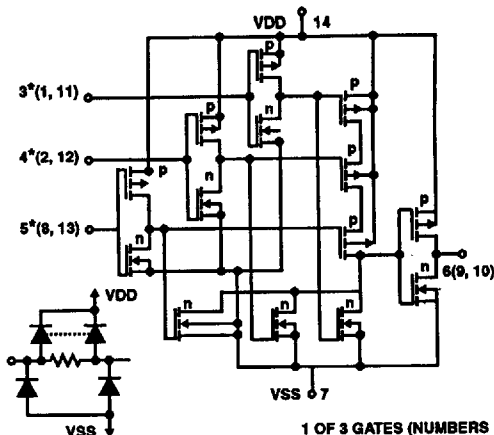 VDD 14
p
3*(1, 11)
n
p
p
4*(2, 12)
p
p
n
5*(8, 13)
p
p
n
n
6(9, 10)
VDD
n
n
n
VSS 7
VSS
1 OF 3 GATES (NUMBERS